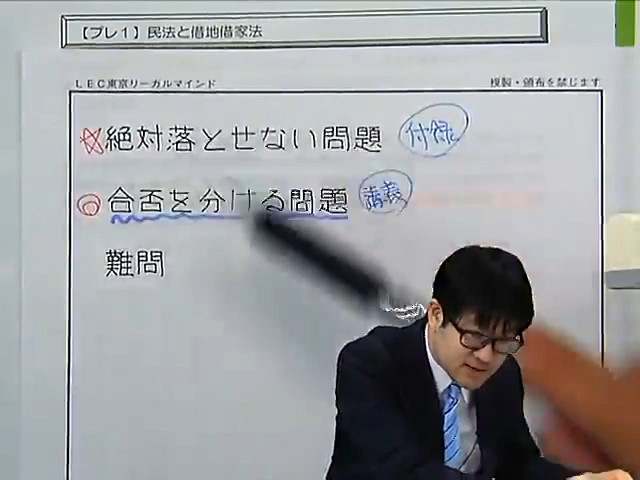 【プレ1】民法と借地借家法
LEC東京リーガルマインド
複製・頒布を禁じます
絶対落とせない問題 付録
合否を分ける問題 講義
難問